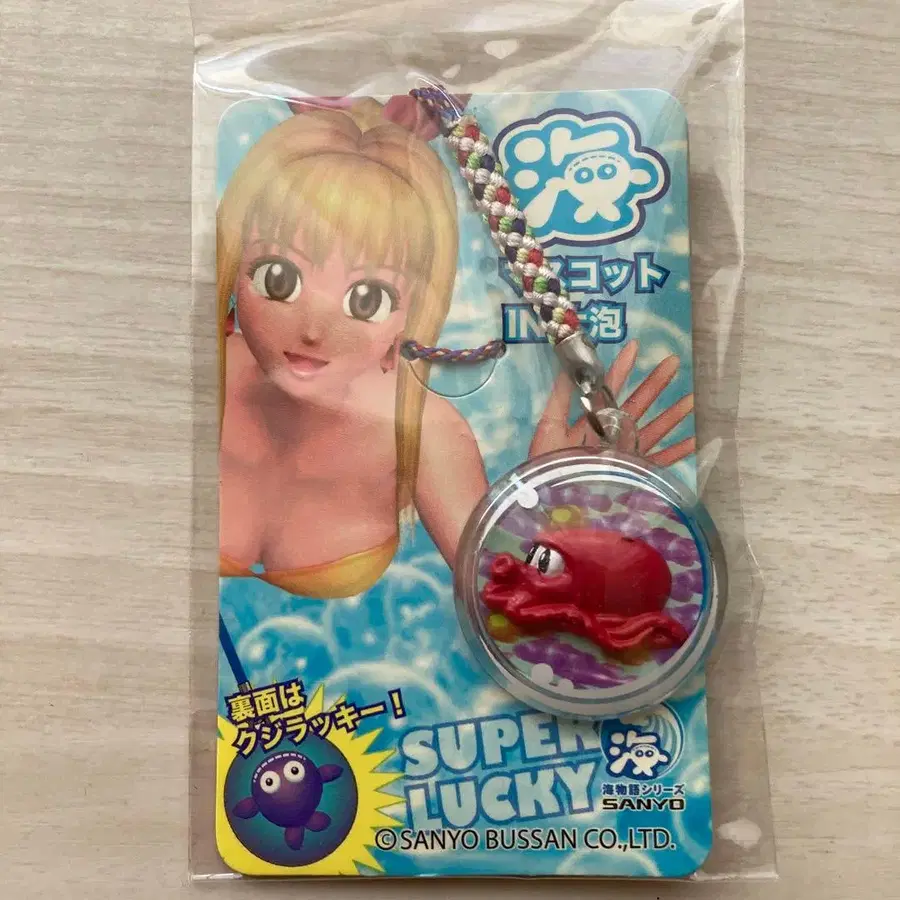 海
マスコット
IN
泡
裏面は
クジラッキー！
SUPER
LUCKY
海
海物語シリーズ
SANYO
©SANYO BUSSAN CO.,LTD.